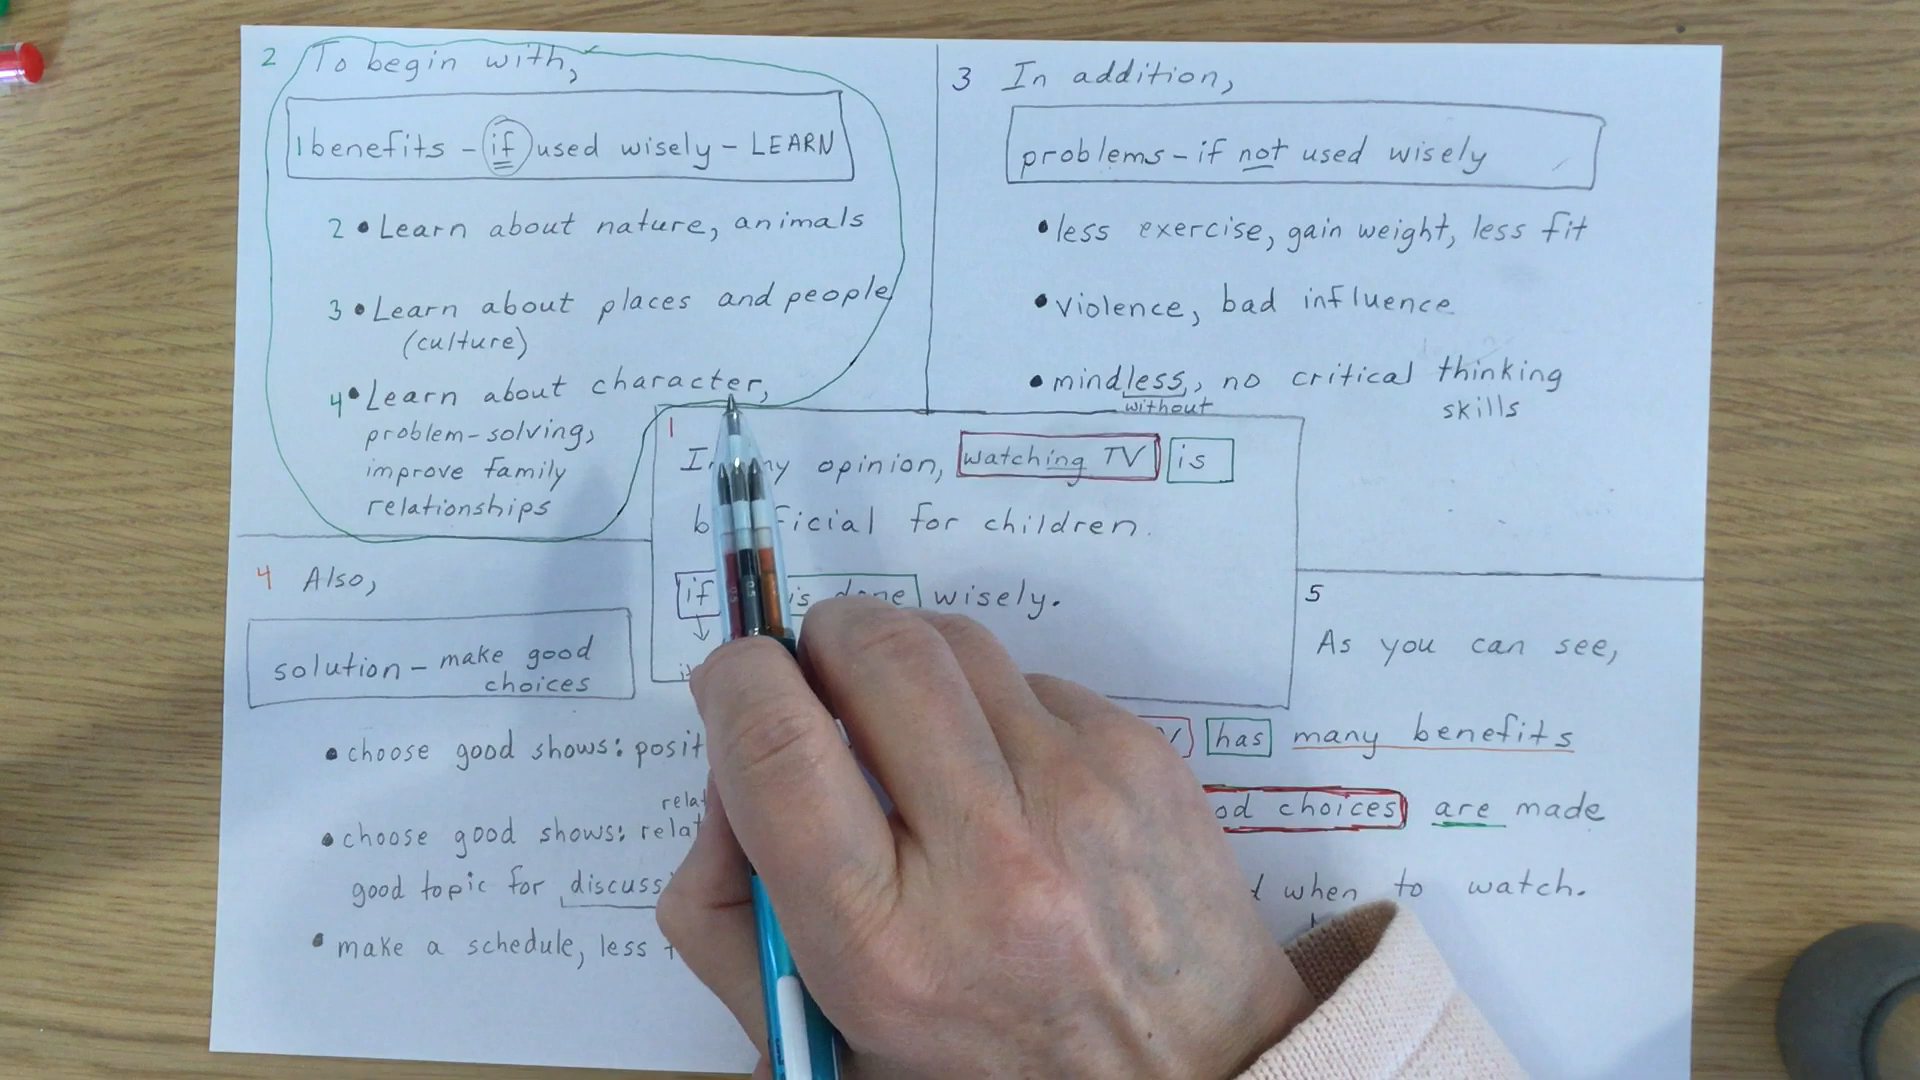 2 To begin with,
1 benefits - if used wisely - LEARN
2 • Learn about nature, animals
3 • Learn about places and people
(culture)
4 • Learn about character,
problem-solving,
improve family
relationships
3 In addition,
problems - if not used wisely
• less exercise, gain weight, less fit
• violence, bad influence
• mindless, no critical thinking
without
skills
1
my opinion, watching TV is
for children.
if is done wisely.
4 Also,
solution - make good
choices
• choose good shows:
• choose good shows:
good topic for
• make a schedule, less
5
As you can see,
has many benefits
choices are made
when to watch.